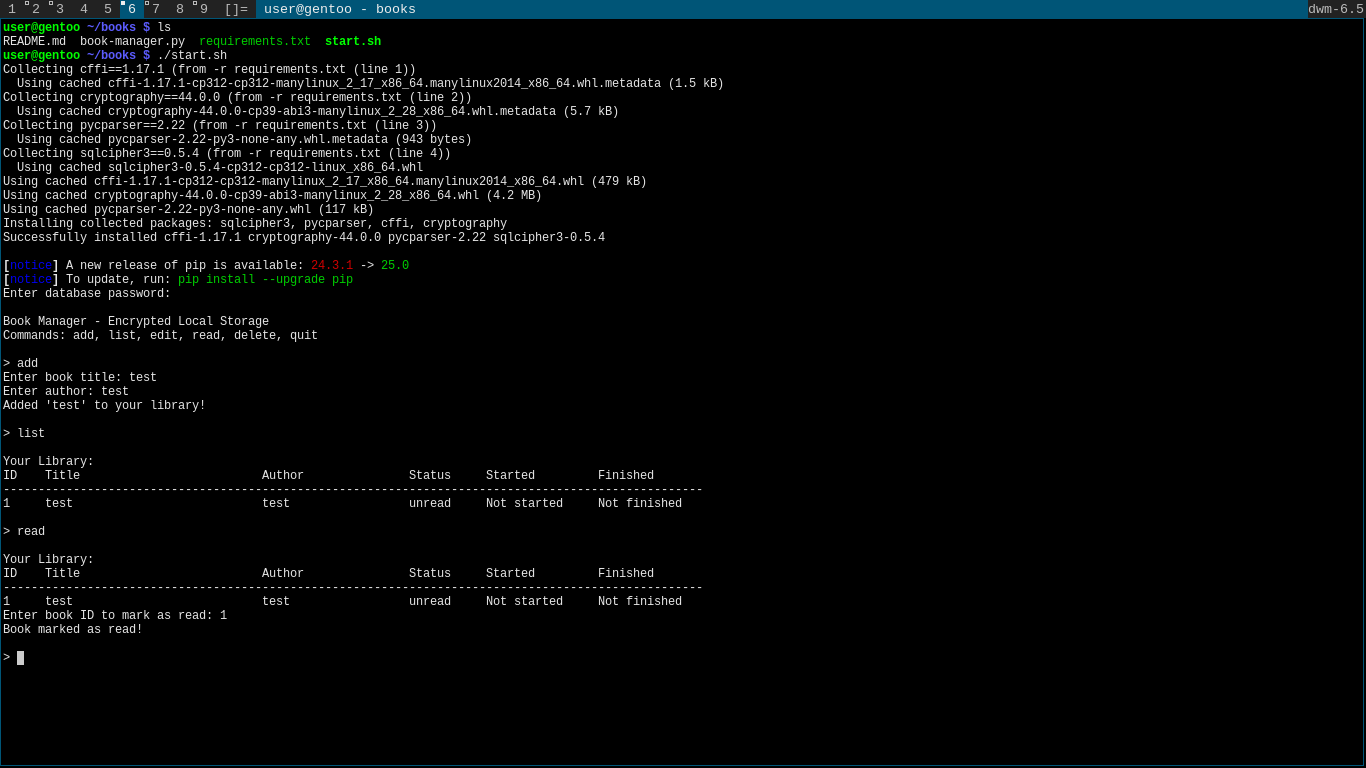 1 2 3 4 5 6 7 8 9 []= user@gentoo - books dwm-6.5
user@gentoo ~/books $ ls
README.md  book-manager.py  requirements.txt  start.sh
user@gentoo ~/books $ ./start.sh
Collecting cffi==1.17.1 (from -r requirements.txt (line 1))
  Using cached cffi-1.17.1-cp312-cp312-manylinux_2_17_x86_64.manylinux2014_x86_64.whl.metadata (1.5 kB)
Collecting cryptography==44.0.0 (from -r requirements.txt (line 2))
  Using cached cryptography-44.0.0-cp39-abi3-manylinux_2_28_x86_64.whl.metadata (5.7 kB)
Collecting pycparser==2.22 (from -r requirements.txt (line 3))
  Using cached pycparser-2.22-py3-none-any.whl.metadata (943 bytes)
Collecting sqlcipher3==0.5.4 (from -r requirements.txt (line 4))
  Using cached sqlcipher3-0.5.4-cp312-cp312-linux_x86_64.whl
Using cached cffi-1.17.1-cp312-cp312-manylinux_2_17_x86_64.manylinux2014_x86_64.whl (479 kB)
Using cached cryptography-44.0.0-cp39-abi3-manylinux_2_28_x86_64.whl (4.2 MB)
Using cached pycparser-2.22-py3-none-any.whl (117 kB)
Installing collected packages: sqlcipher3, pycparser, cffi, cryptography
Successfully installed cffi-1.17.1 cryptography-44.0.0 pycparser-2.22 sqlcipher3-0.5.4

[notice] A new release of pip is available: 24.3.1 -> 25.0
[notice] To update, run: pip install --upgrade pip
Enter database password:

Book Manager - Encrypted Local Storage
Commands: add, list, edit, read, delete, quit

> add
Enter book title: test
Enter author: test
Added 'test' to your library!

> list

Your Library:
ID    Title                          Author               Status     Started         Finished
----------------------------------------------------------------------------------------------------
1     test                           test                 unread     Not started     Not finished

> read

Your Library:
ID    Title                          Author               Status     Started         Finished
----------------------------------------------------------------------------------------------------
1     test                           test                 unread     Not started     Not finished
Enter book ID to mark as read: 1
Book marked as read!

>